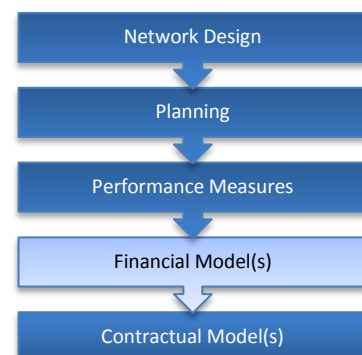 Network Design
Planning
Performance Measures
Financial Model(s)
Contractual Model(s)